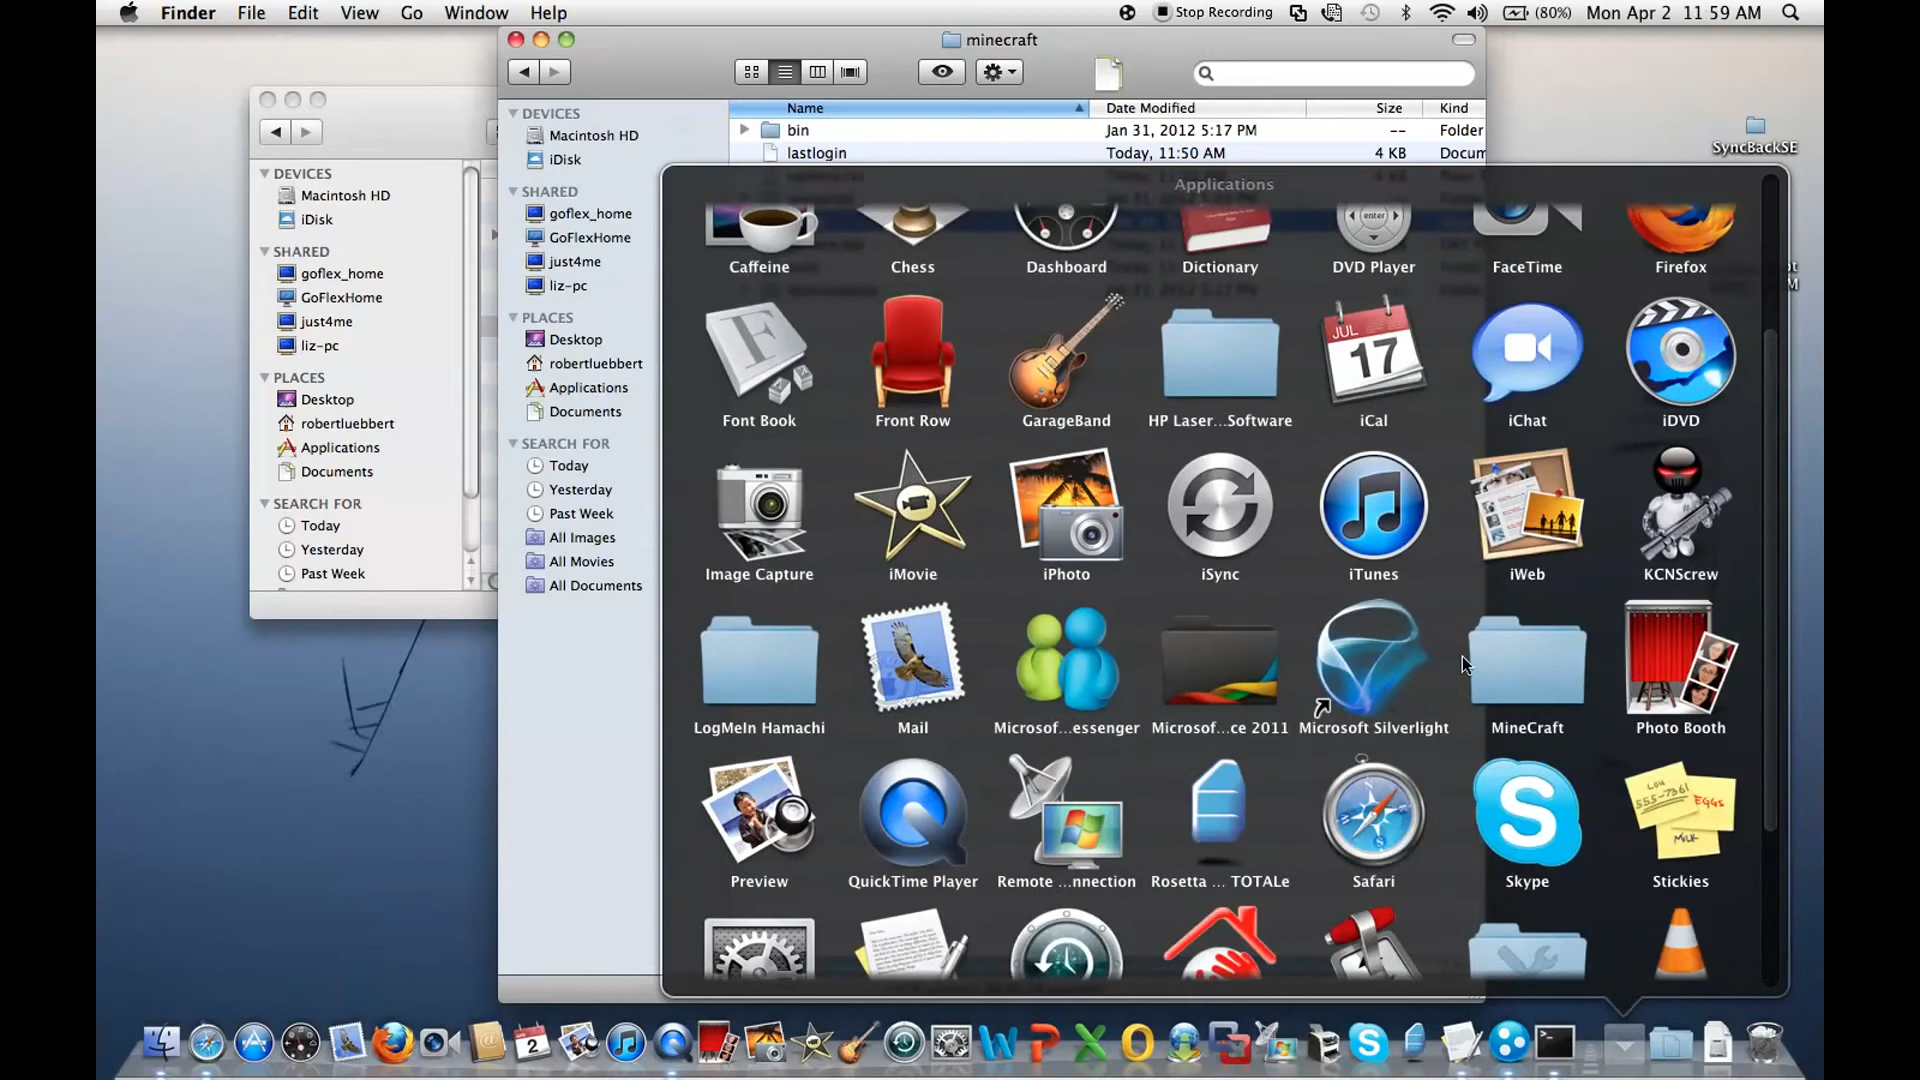 Finder File Edit View Go Window Help Stop Recording (80%) Mon Apr 2 11:59 AM
minecraft
Name Date Modified Size Kind
bin Jan 31, 2012 5:17 PM -- Folder
lastlogin Today, 11:50 AM 4 KB Docum
DEVICES
Macintosh HD
iDisk
SHARED
goflex_home
GoFlexHome
just4me
liz-pc
PLACES
Desktop
robertluebbert
Applications
Documents
SEARCH FOR
Today
Yesterday
Past Week
DEVICES
Macintosh HD
iDisk
SHARED
goflex_home
GoFlexHome
just4me
liz-pc
PLACES
Desktop
robertluebbert
Applications
Documents
SEARCH FOR
Today
Yesterday
Past Week
All Images
All Movies
All Documents
SyncBackSE
Applications
enter
Caffeine Chess Dashboard Dictionary DVD Player FaceTime Firefox
F
JUL
17
Font Book Front Row GarageBand HP Laser...Software iCal iChat iDVD
Image Capture iMovie iPhoto iSync iTunes iWeb KCNScrew
LogMeIn Hamachi Mail Microsof...essenger Microsof...ce 2011 Microsoft Silverlight MineCraft Photo Booth
LOU
555-7361
EGGS
MILK
Preview QuickTime Player Remote ...nnection Rosetta ... TOTALe Safari Skype Stickies
2